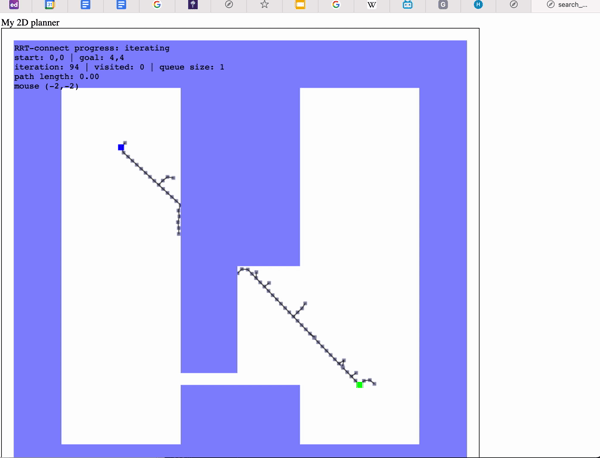 ed
G
W
G
H
search_...
My 2D planner
RRT-connect progress: iterating
start: 0,0 | goal: 4,4
iteration: 94 | visited: 0 | queue size: 1
path length: 0.00
mouse (-2,-2)